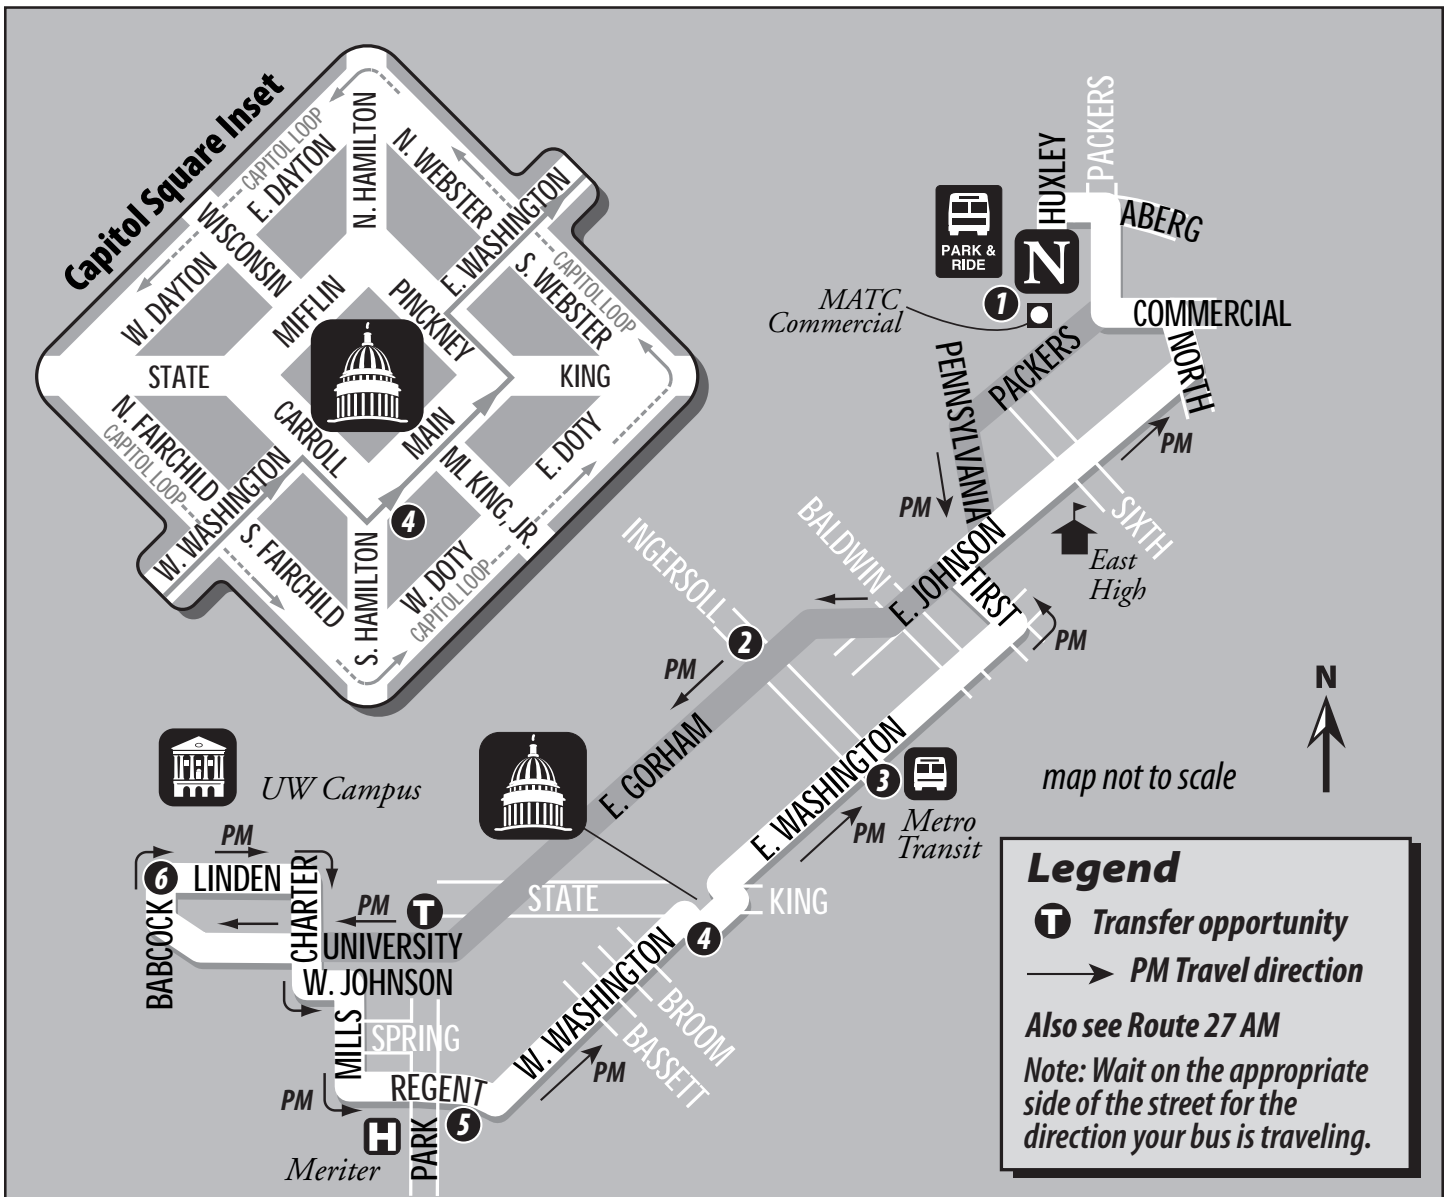 Capitol Square Inset
CAPITOL LOOP
E. DAYTON
N. HAMILTON
N. WEBSTER
E. WASHINGTON
WISCONSIN
W. DAYTON
MIFFLIN
PINCKNEY
S. WEBSTER
CAPITOL LOOP
STATE
KING
N. FAIRCHILD
CAPITOL LOOP
CARROLL
MAIN
E. DOTY
W. WASHINGTON
ML KING, JR.
4
S. FAIRCHILD
S. HAMILTON
W. DOTY
CAPITOL LOOP
HUXLEY
PACKERS
ABERG
PARK &
RIDE
N
1
MATC
Commercial
COMMERCIAL
NORTH
PACKERS
PENNSYLVANIA
PM
PM
SIXTH
East
High
BALDWIN
E. JOHNSON
FIRST
PM
INGERSOLL
2
PM
E. GORHAM
E. WASHINGTON
3
PM
Metro
Transit
N
map not to scale
UW Campus
PM
6
LINDEN
CHARTER
PM
T
STATE
KING
4
BABCOCK
UNIVERSITY
W. JOHNSON
W. WASHINGTON
BROOM
BASSETT
PM
MILLS
SPRING
REGENT
PM
5
H
Meriter
PARK
Legend
T Transfer opportunity
PM Travel direction
Also see Route 27 AM
Note: Wait on the appropriate
side of the street for the
direction your bus is traveling.